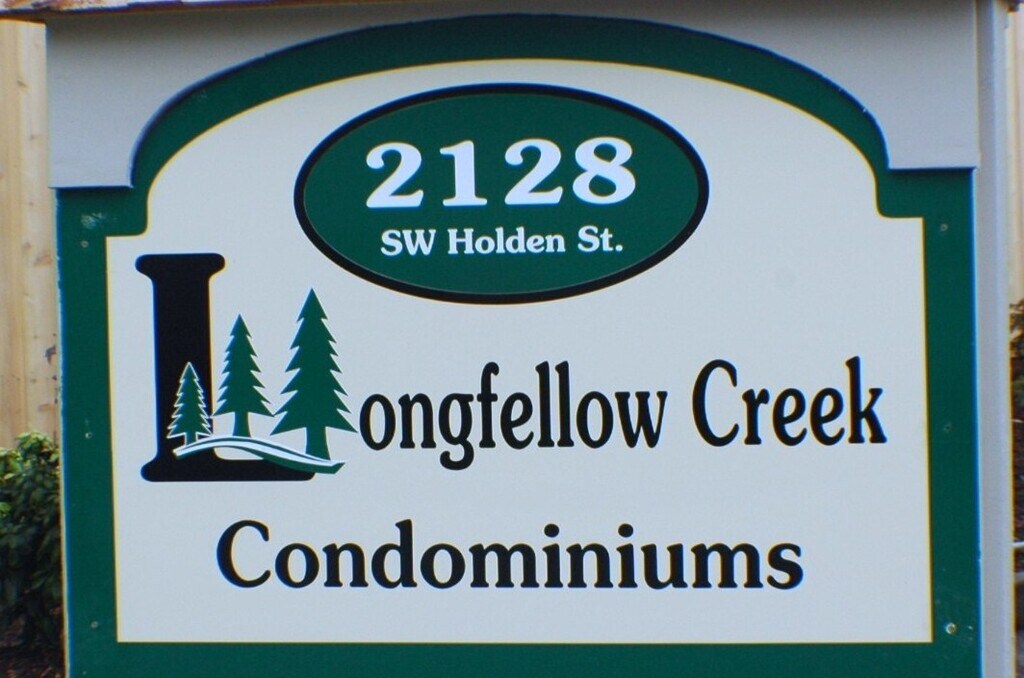 2128
SW Holden St.
Longfellow Creek
Condominiums